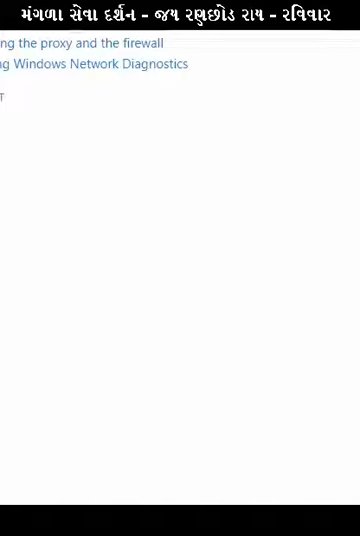 મંગળા સેવા દર્શન - જય રણછોડ રાય - રવિવાર
ng the proxy and the firewall
g Windows Network Diagnostics
T